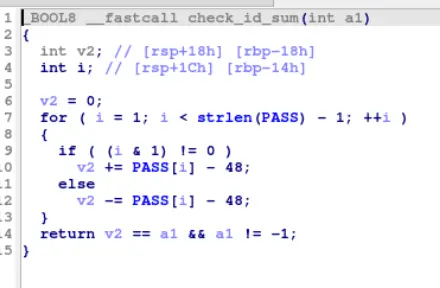 1 _BOOL8 __fastcall check_id_sum(int a1)
2 {
3 int v2; // [rsp+18h] [rbp-18h]
4 int i; // [rsp+1Ch] [rbp-14h]
5
6 v2 = 0;
7 for ( i = 1; i < strlen(PASS) - 1; ++i )
8 {
9 if ( (i & 1) != 0 )
10 v2 += PASS[i] - 48;
11 else
12 v2 -= PASS[i] - 48;
13 }
14 return v2 == a1 && a1 != -1;
15 }